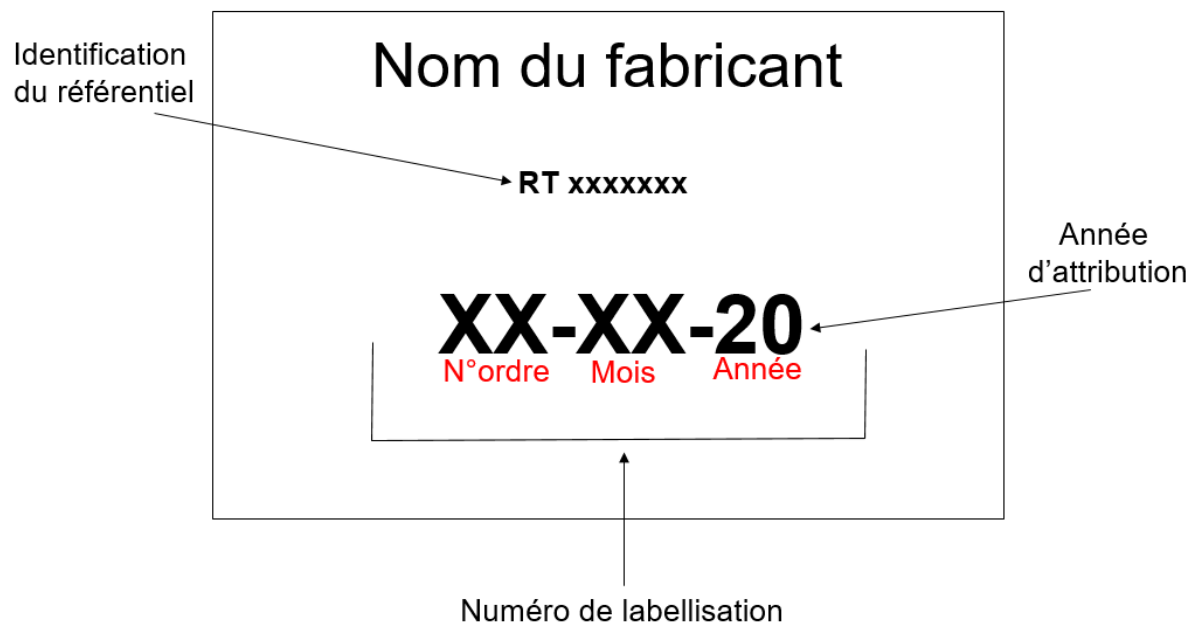 Identification
du référentiel
Nom du fabricant
RT xxxxxxx
Année
d’attribution
XX-XX-20
N°ordre Mois Année
Numéro de labellisation